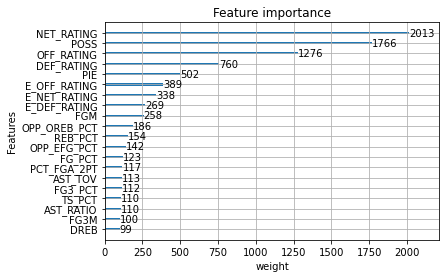 Feature importance
NET_RATING 2013
POSS 1766
OFF_RATING 1276
DEF_RATING 760
PIE 502
E_OFF_RATING 389
E_NET_RATING 338
E_DEF_RATING 269
FGM 258
OPP_OREB_PCT 186
REB_PCT 154
OPP_EFG_PCT 142
FG_PCT 123
PCT_FGA_2PT 117
AST_TOV 113
FG3_PCT 112
TS_PCT 110
AST_RATIO 110
FG3M 100
DREB 99
Features
0 250 500 750 1000 1250 1500 1750 2000
weight